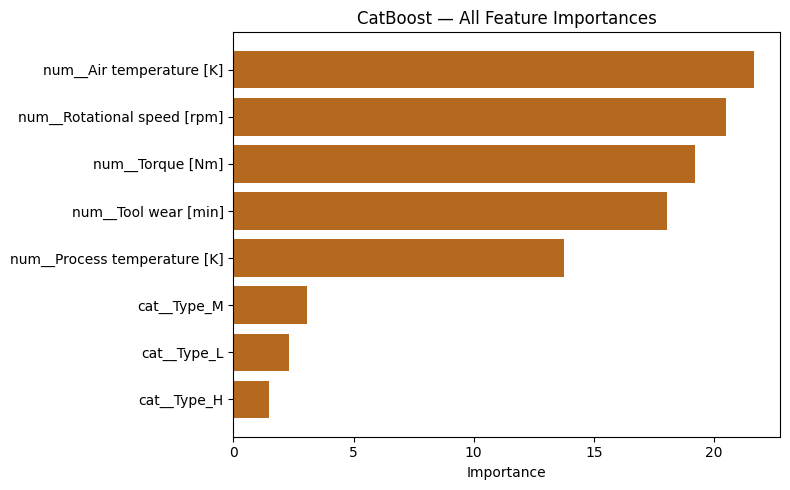 CatBoost — All Feature Importances
num__Air temperature [K]
num__Rotational speed [rpm]
num__Torque [Nm]
num__Tool wear [min]
num__Process temperature [K]
cat__Type_M
cat__Type_L
cat__Type_H
0 5 10 15 20
Importance